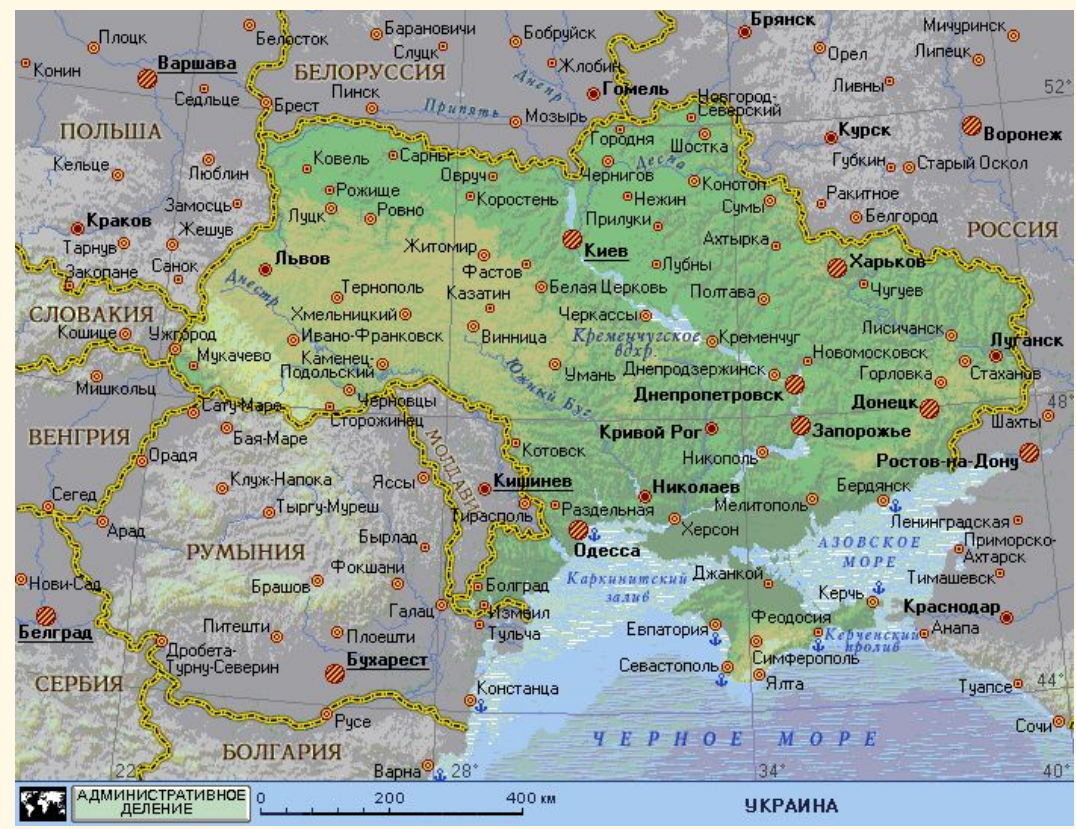 Брянск
Мичуринск
Плоцк
Белосток
Барановичи
Слуцк
Бобруйск
Орел
Липецк
Конин
Варшава
БЕЛОРУССИЯ
Жлобин
Днепр
Ливны
52°
Седльце
Брест
Пинск
Припять
Гомель
Мозырь
Новгород-
Северский
ПОЛЬША
Городня
Шостка
Курск
Воронеж
Кельце
Люблин
Ковель
Сарны
Овруч
Десна
Чернигов
Конотоп
Губкин
Старый Оскол
Рожище
Коростень
Нежин
Сумы
Ракитное
Замосць
Луцк
Ровно
Прилуки
Белгород
Краков
Жешув
РОССИЯ
Тарнув
Житомир
Киев
Ахтырка
Закопане
Санок
Львов
Фастов
Лубны
Харьков
Днестр
Тернополь
Казатин
Белая Церковь
Полтава
Чугуев
СЛОВАКИЯ
Хмельницкий
Черкассы
Кошице
Ужгород
Ивано-Франковск
Винница
Кременчугское
вдхр.
Кременчуг
Лисичанск
Луганск
Мукачево
Каменец-
Подольский
Умань
Новомосковск
Днепродзержинск
Горловка
Стаханов
Мишкольц
Южный Буг
Днепропетровск
Донецк
48°
Сату-Маре
Черновцы
Сторожинец
Шахты
ВЕНГРИЯ
Бая-Маре
МОЛДАВИЯ
Кривой Рог
Запорожье
Орадя
Котовск
Никополь
Ростов-на-Дону
Клуж-Напока
Яссы
Кишинев
Сегед
Николаев
Бердянск
Тыргу-Муреш
Тирасполь
Раздельная
Мелитополь
Арад
Херсон
Ленинградская
Бырлад
Одесса
АЗОВСКОЕ
МОРЕ
Приморско-
Ахтарск
РУМЫНИЯ
Фокшани
Нови-Сад
Брашов
Болград
Каркинитский
залив
Джанкой
Тимашевск
Галац
Измаил
Керчь
Краснодар
Белград
Питешти
Плоешти
Тульча
Евпатория
Феодосия
Керченский
пролив
Анапа
Дробета-
Турну-Северин
Бухарест
Севастополь
Симферополь
СЕРБИЯ
Констанца
Ялта
Туапсе
44°
Русе
Сочи
БОЛГАРИЯ
ЧЕРНОЕ МОРЕ
22°
Варна
28°
34°
40°
АДМИНИСТРАТИВНОЕ
ДЕЛЕНИЕ
0 200 400 км
УКРАИНА